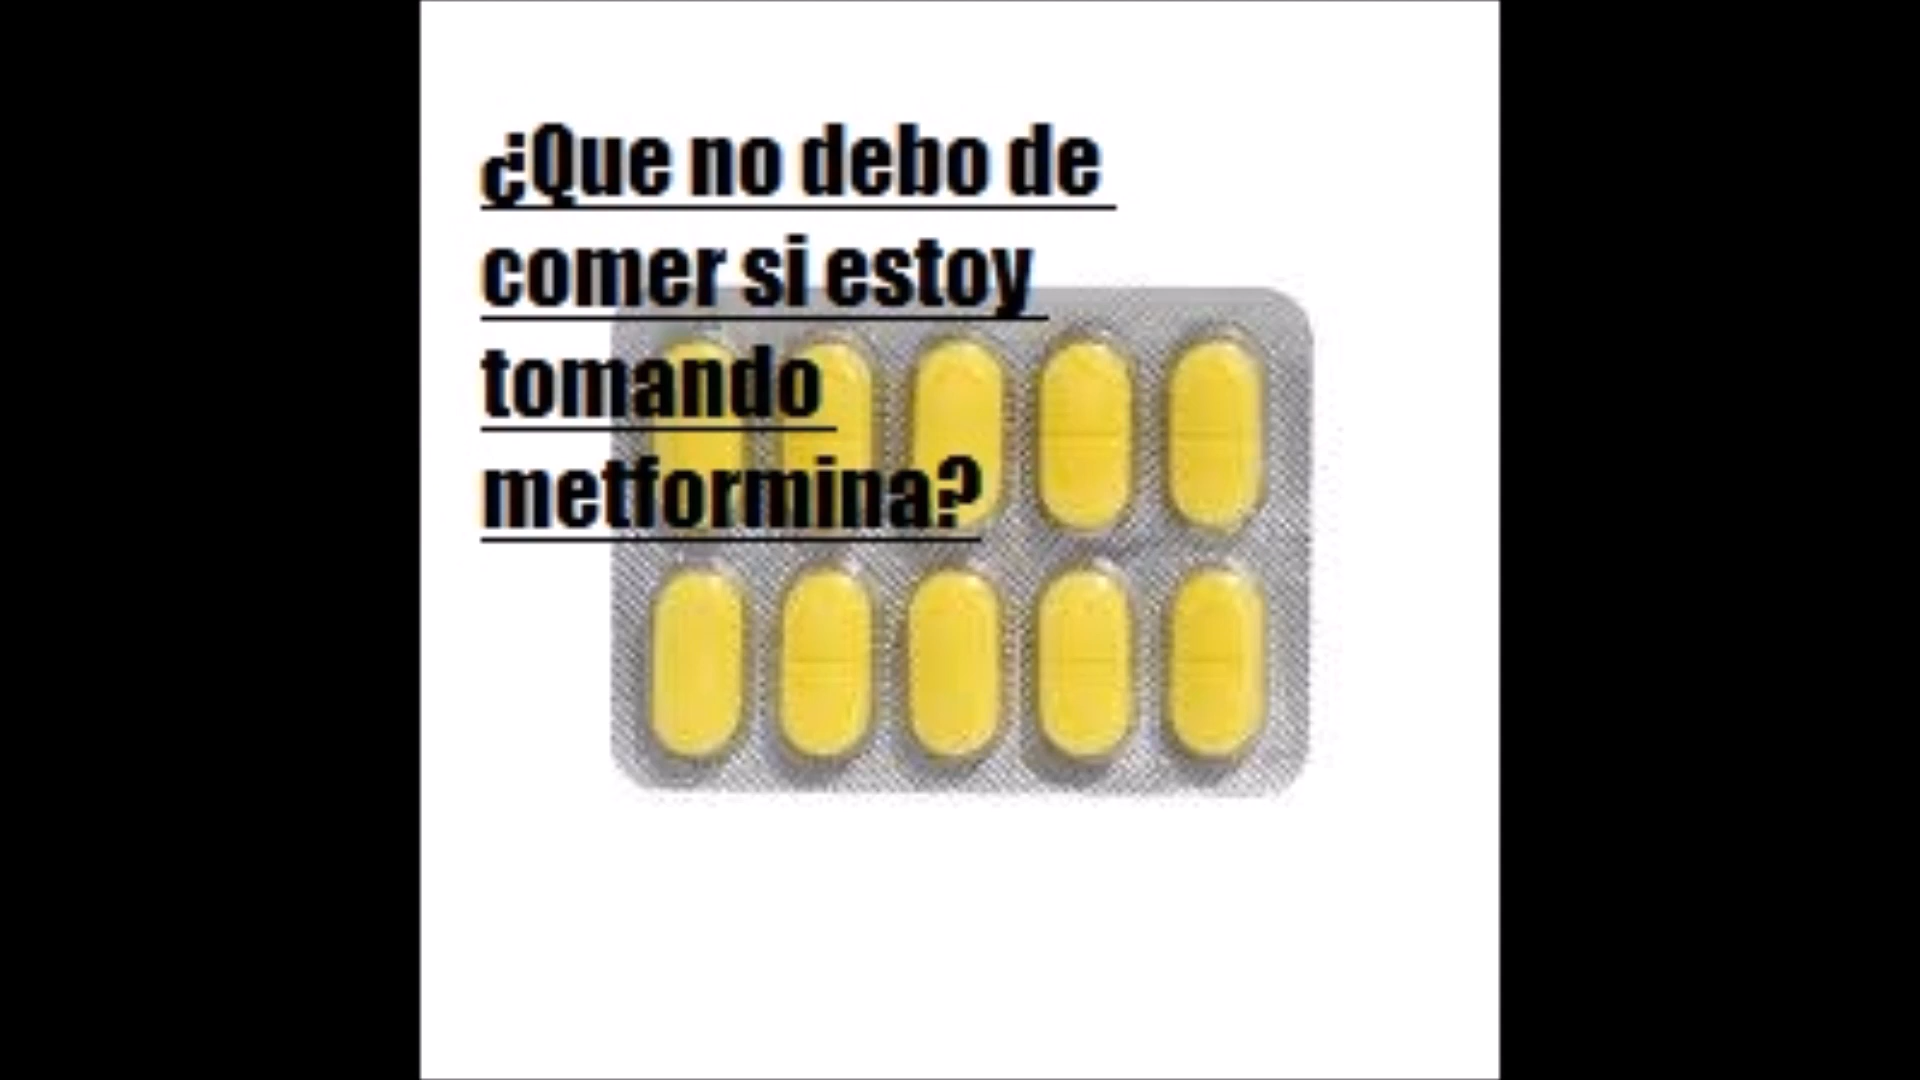 ¿Que no debo de
comer si estoy
tomando
metformina?